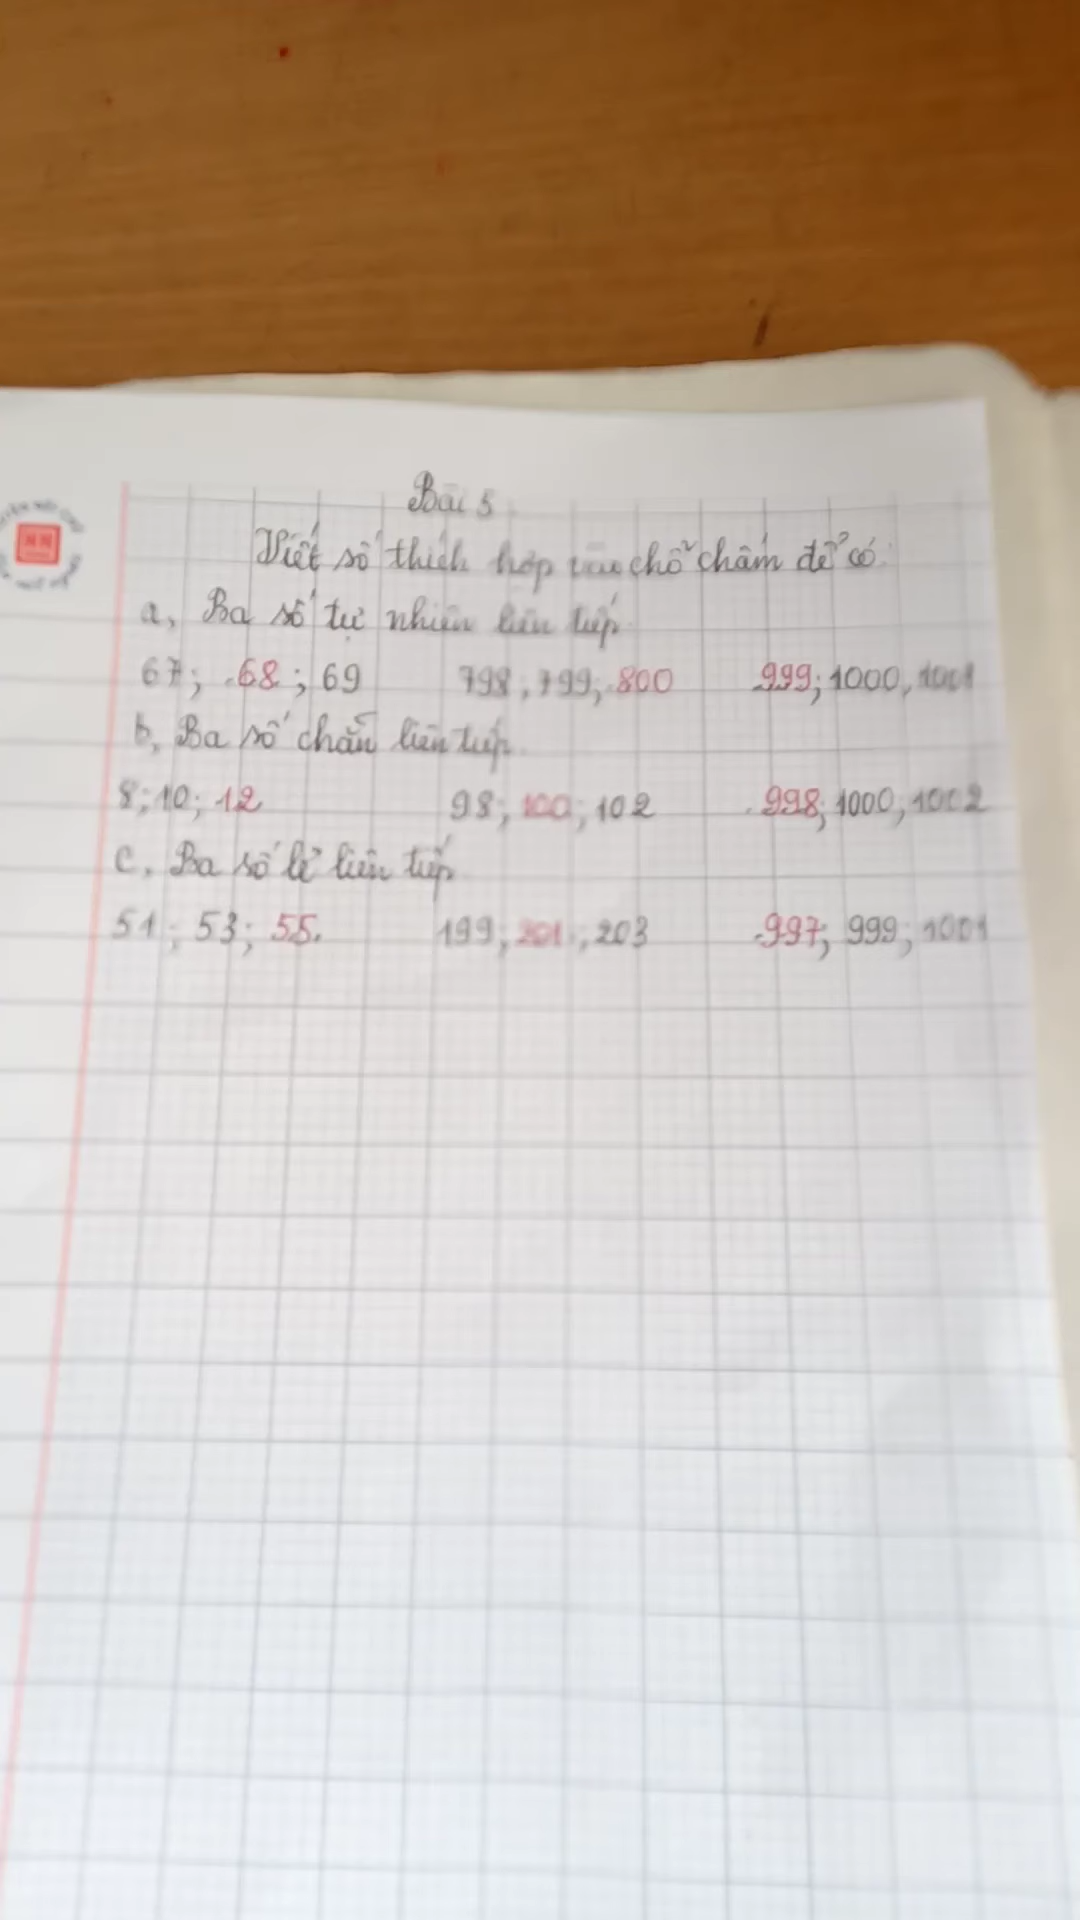 Bài 5
Viết số thích hợp vào chỗ chấm để có:
a, Ba số tự nhiên liên tiếp
67; .68; 69 798, 799; .800 .999; 1000, 1001
b, Ba số chẵn liên tiếp
8; 10; 12 98; 100; 102 .998; 1000, 1002
c, Ba số lẻ liên tiếp
51; 53; 55. 199; 201; 203 .997; 999; 1001